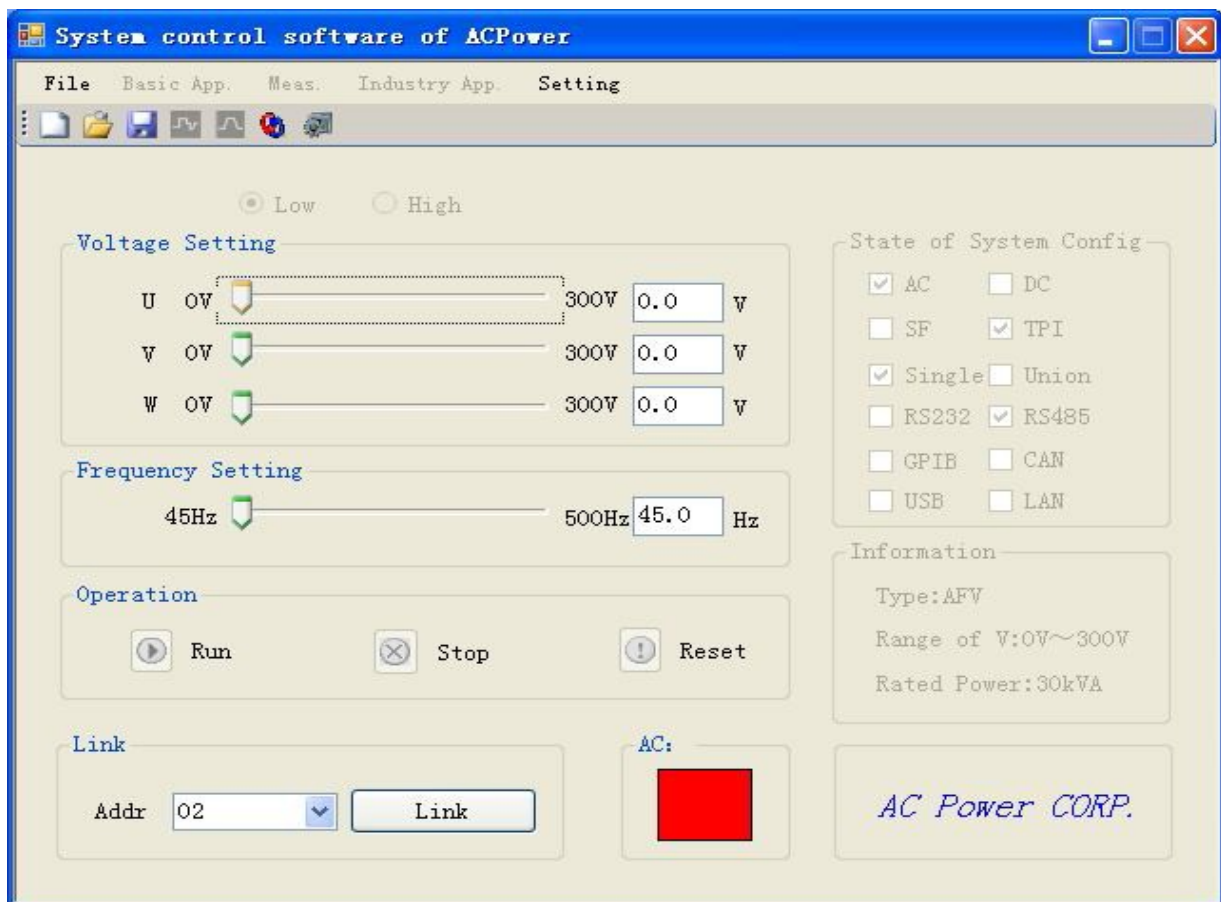 System control software of ACPower
File Basic App. Meas. Industry App. Setting
Low High
Voltage Setting
U 0V 300V 0.0 V
V 0V 300V 0.0 V
W 0V 300V 0.0 V
Frequency Setting
45Hz 500Hz 45.0 Hz
Operation
Run Stop Reset
Link
Addr 02 Link
AC:
State of System Config
AC DC
SF TPI
Single Union
RS232 RS485
GPIB CAN
USB LAN
Information
Type:AFV
Range of V:0V～300V
Rated Power:30kVA
AC Power CORP.